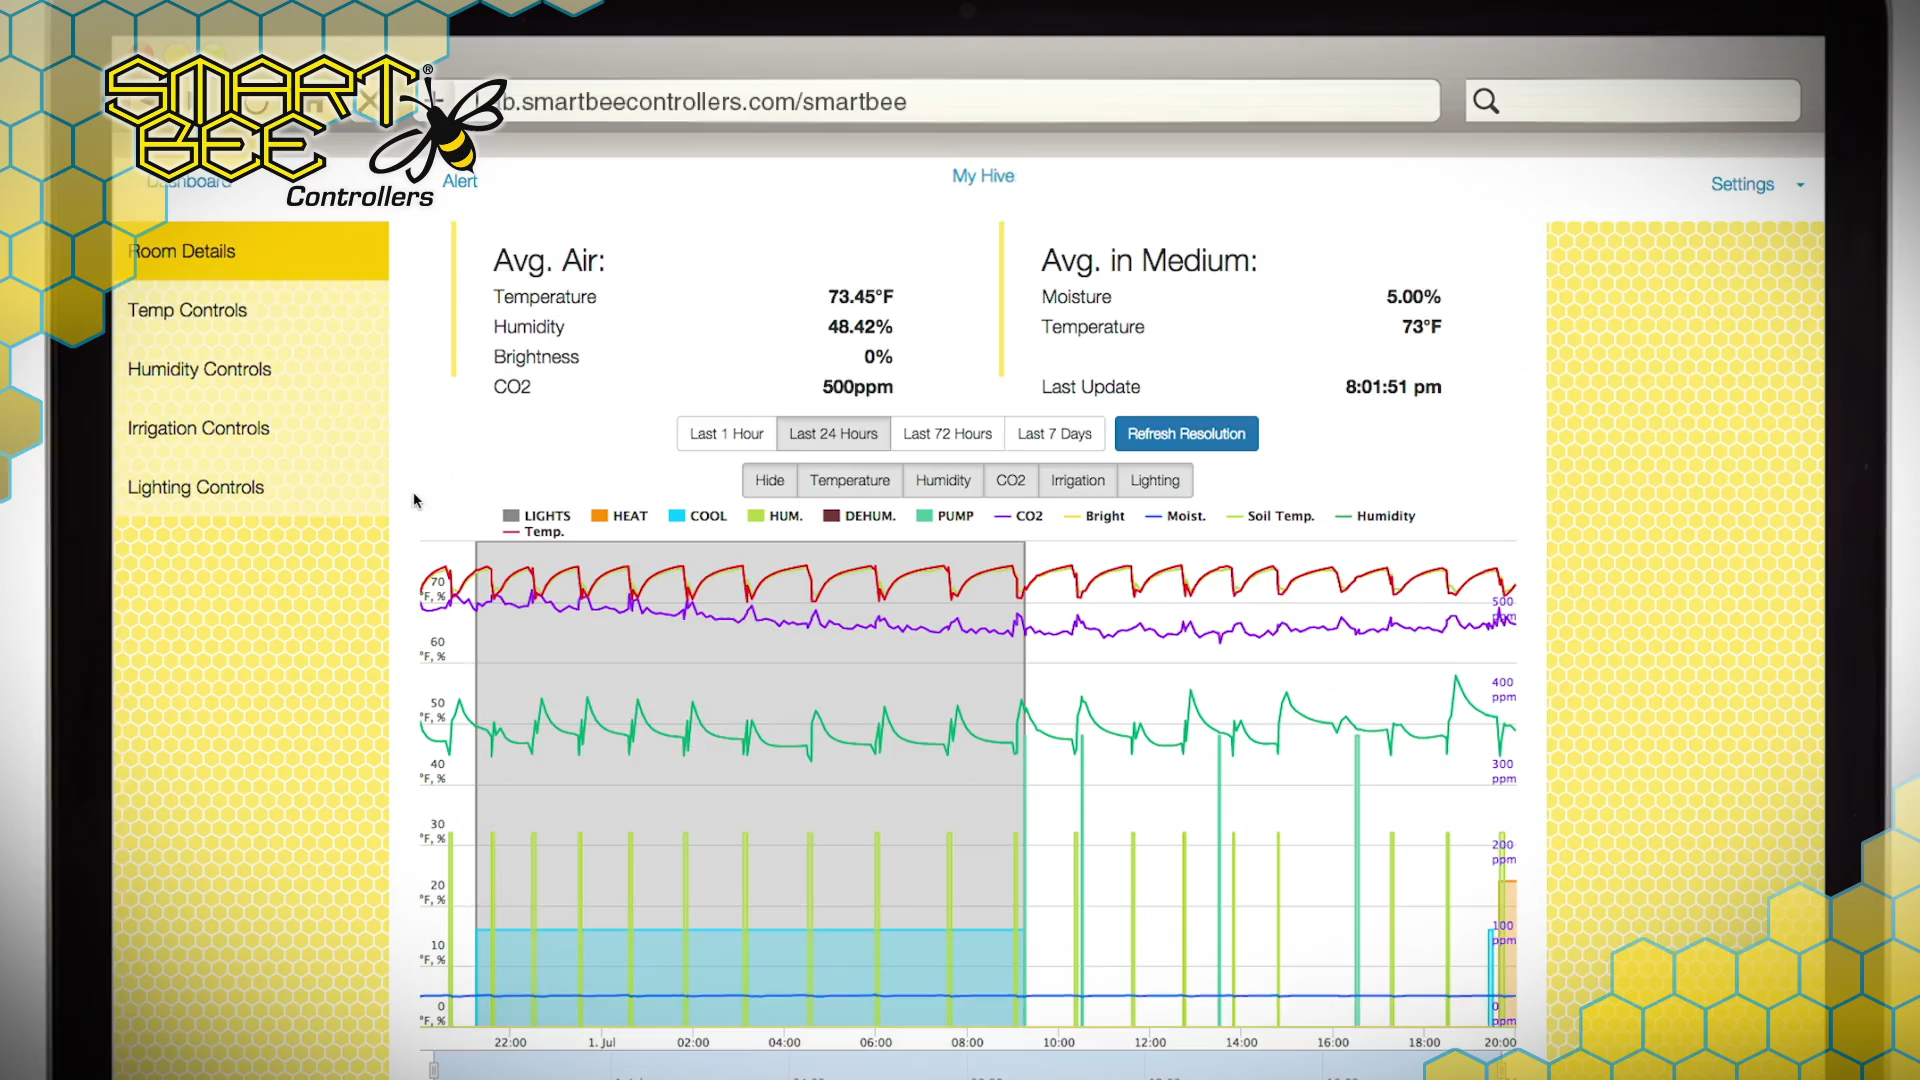 SMART
BEE
®
Controllers
b.smartbeecontrollers.com/smartbee
Dashboard
Alert
My Hive
Settings
Room Details
Temp Controls
Humidity Controls
Irrigation Controls
Lighting Controls
Avg. Air:
Temperature 73.45°F
Humidity 48.42%
Brightness 0%
CO2 500ppm
Avg. in Medium:
Moisture 5.00%
Temperature 73°F
Last Update 8:01:51 pm
Last 1 Hour Last 24 Hours Last 72 Hours Last 7 Days Refresh Resolution
Hide Temperature Humidity CO2 Irrigation Lighting
LIGHTS HEAT COOL HUM. DEHUM. PUMP CO2 Bright Moist. Soil Temp. Humidity
Temp.
70
°F, %
60
°F, %
50
°F, %
40
°F, %
30
°F, %
20
°F, %
10
°F, %
0
°F, %
500
ppm
400
ppm
300
ppm
200
ppm
100
ppm
0
ppm
22:00 1. Jul 02:00 04:00 06:00 08:00 10:00 12:00 14:00 16:00 18:00 20:00